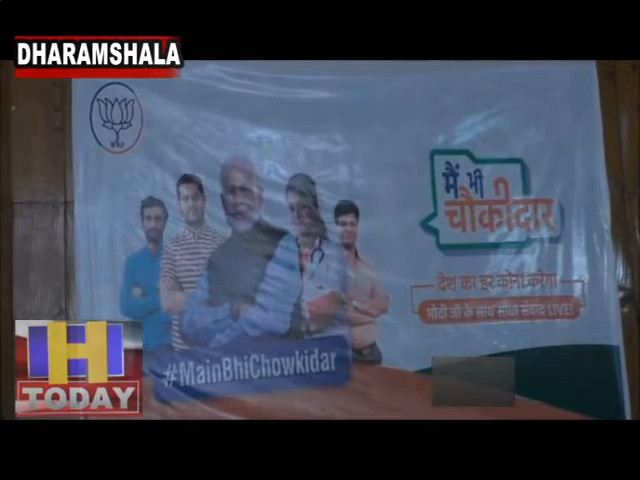 DHARAMSHALA
मैं भी
चौकीदार
देश का हर कोना करेगा
मोदी जी के साथ सीधा संवाद LIVE!
#MainBhiChowkidar
H
TODAY